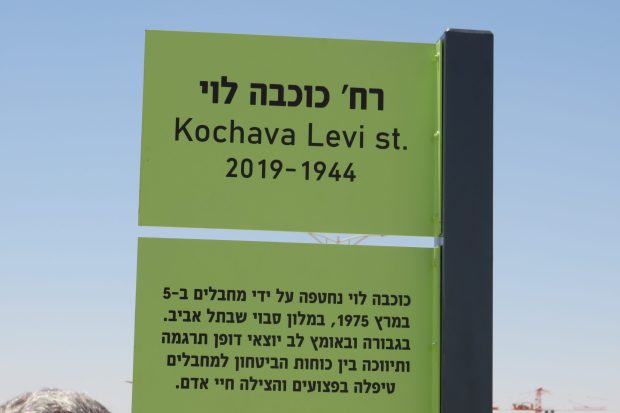 רח' כוכבה לוי
Kochava Levi st.
2019-1944
כוכבה לוי נחטפה על ידי מחבלים ב-5
במרץ 1975, במלון סבוי שבתל אביב.
בגבורה ובאומץ לב יוצאי דופן תרגמה
ותיווכה בין כוחות הביטחון למחבלים
טיפלה בפצועים והצילה חיי אדם.